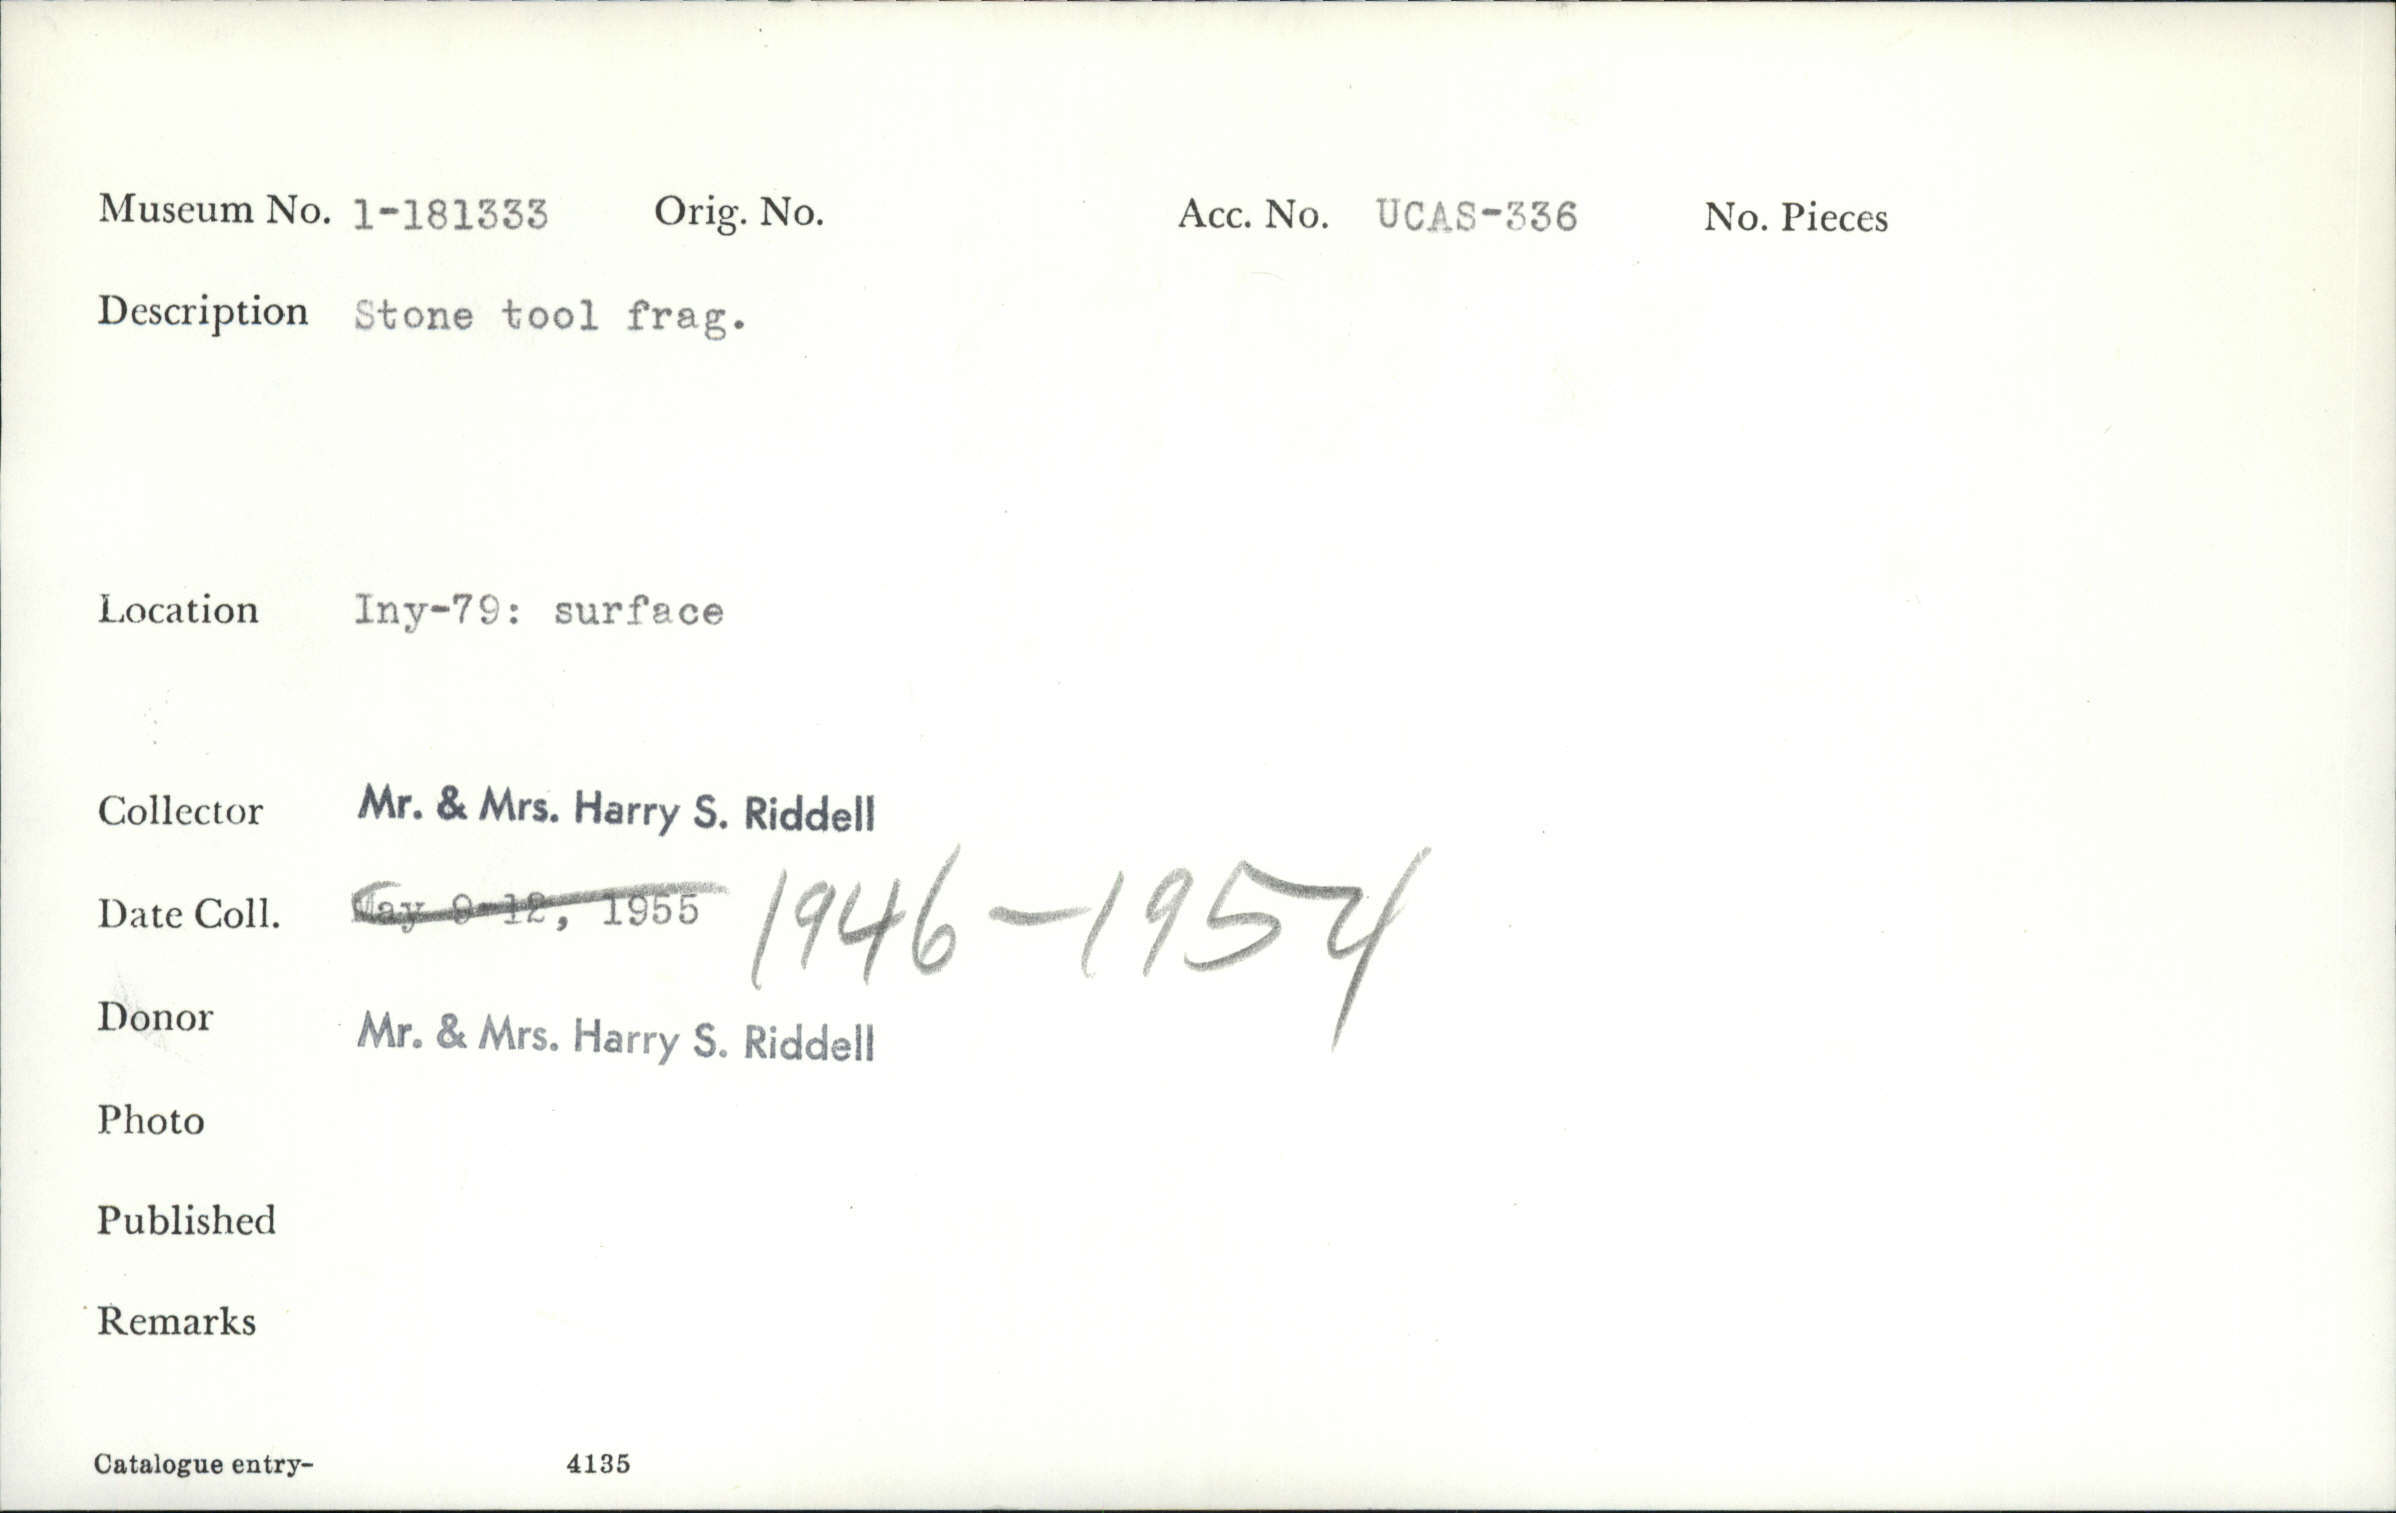 Museum No. 1-181333 Orig. No. Acc. No. UCAS-336 No. Pieces
Description Stone tool frag.
Location Iny-79: surface
Collector Mr. & Mrs. Harry S. Riddell
Date Coll. May 9-12, 1955 1946-1954
Donor Mr. & Mrs. Harry S. Riddell
Photo
Published
Remarks
Catalogue entry- 4135